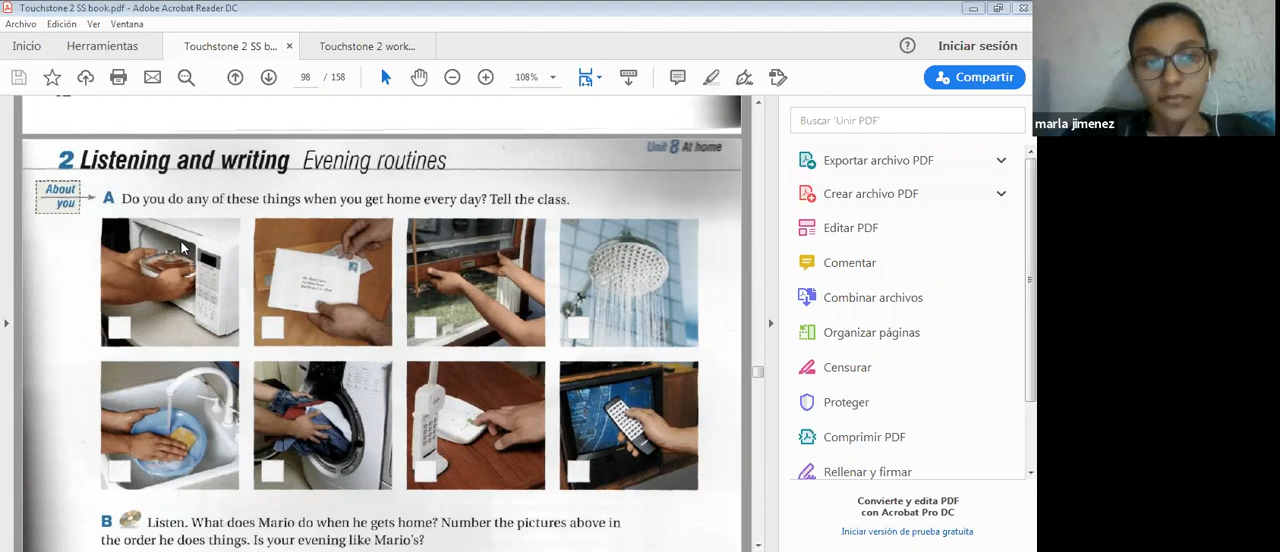 Touchstone 2 SS book.pdf - Adobe Acrobat Reader DC
Archivo Edición Ver Ventana
Inicio Herramientas Touchstone 2 SS b... × Touchstone 2 work... Iniciar sesión
98 / 158 108% Compartir
marla jimenez
Buscar 'Unir PDF'
Exportar archivo PDF
Crear archivo PDF
Editar PDF
Comentar
Combinar archivos
Organizar páginas
Censurar
Proteger
Comprimir PDF
Rellenar y firmar
Convierte y edita PDF
con Acrobat Pro DC
Iniciar versión de prueba gratuita
Unit 8 At home
2 Listening and writing Evening routines
About
you
A Do you do any of these things when you get home every day? Tell the class.
B Listen. What does Mario do when he gets home? Number the pictures above in
the order he does things. Is your evening like Mario's?